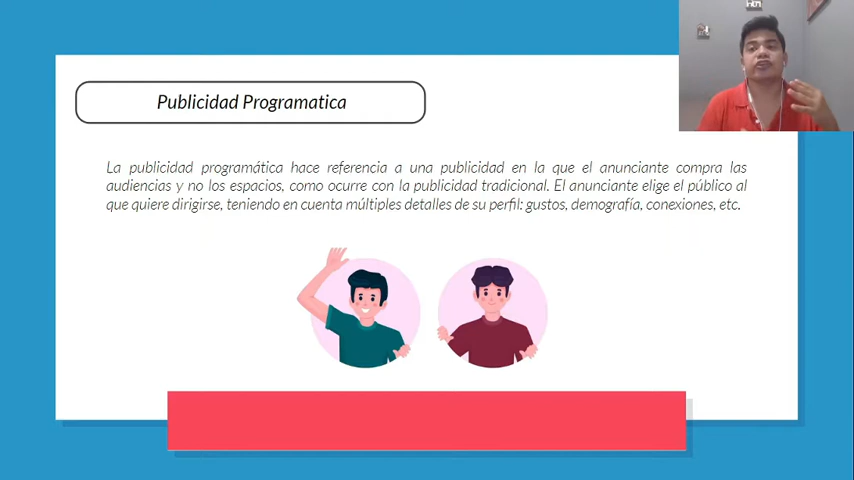 Publicidad Programatica
La publicidad programática hace referencia a una publicidad en la que el anunciante compra las
audiencias y no los espacios, como ocurre con la publicidad tradicional. El anunciante elige el público al
que quiere dirigirse, teniendo en cuenta múltiples detalles de su perfil: gustos, demografía, conexiones, etc.